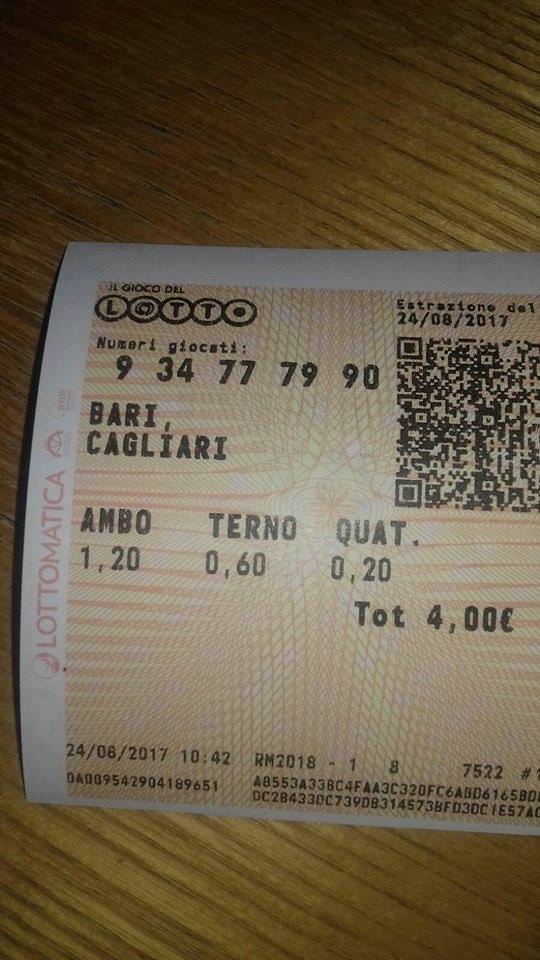 IL GIOCO DEL
LOTTO
Estrazione del
24/08/2017
Numeri giocati:
9 34 77 79 90
BARI,
CAGLIARI
LOTTOMATICA
AMBO TERNO QUAT.
1,20 0,60 0,20
Tot 4,00€
24/08/2017 10:42 RM2018 - 1 8 7522 #1
0A009542904189651